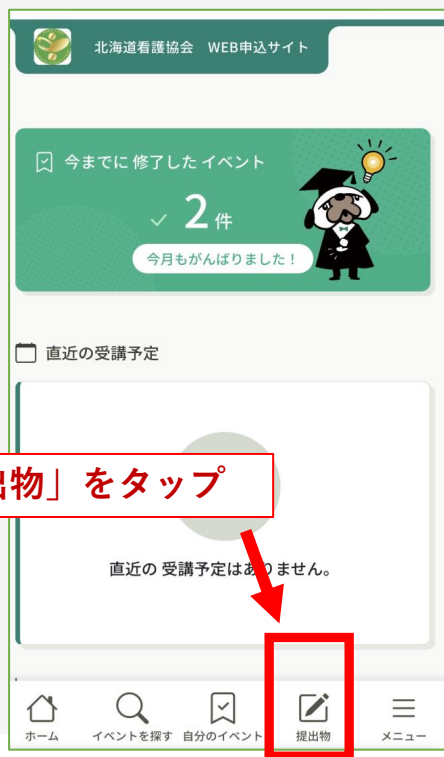 北海道看護協会 WEB申込サイト
今までに 修了した イベント
2件
今月もがんばりました！
直近の受講予定
出物」をタップ
直近の 受講予定はありません。
ホーム
イベントを探す
自分のイベント
提出物
メニュー